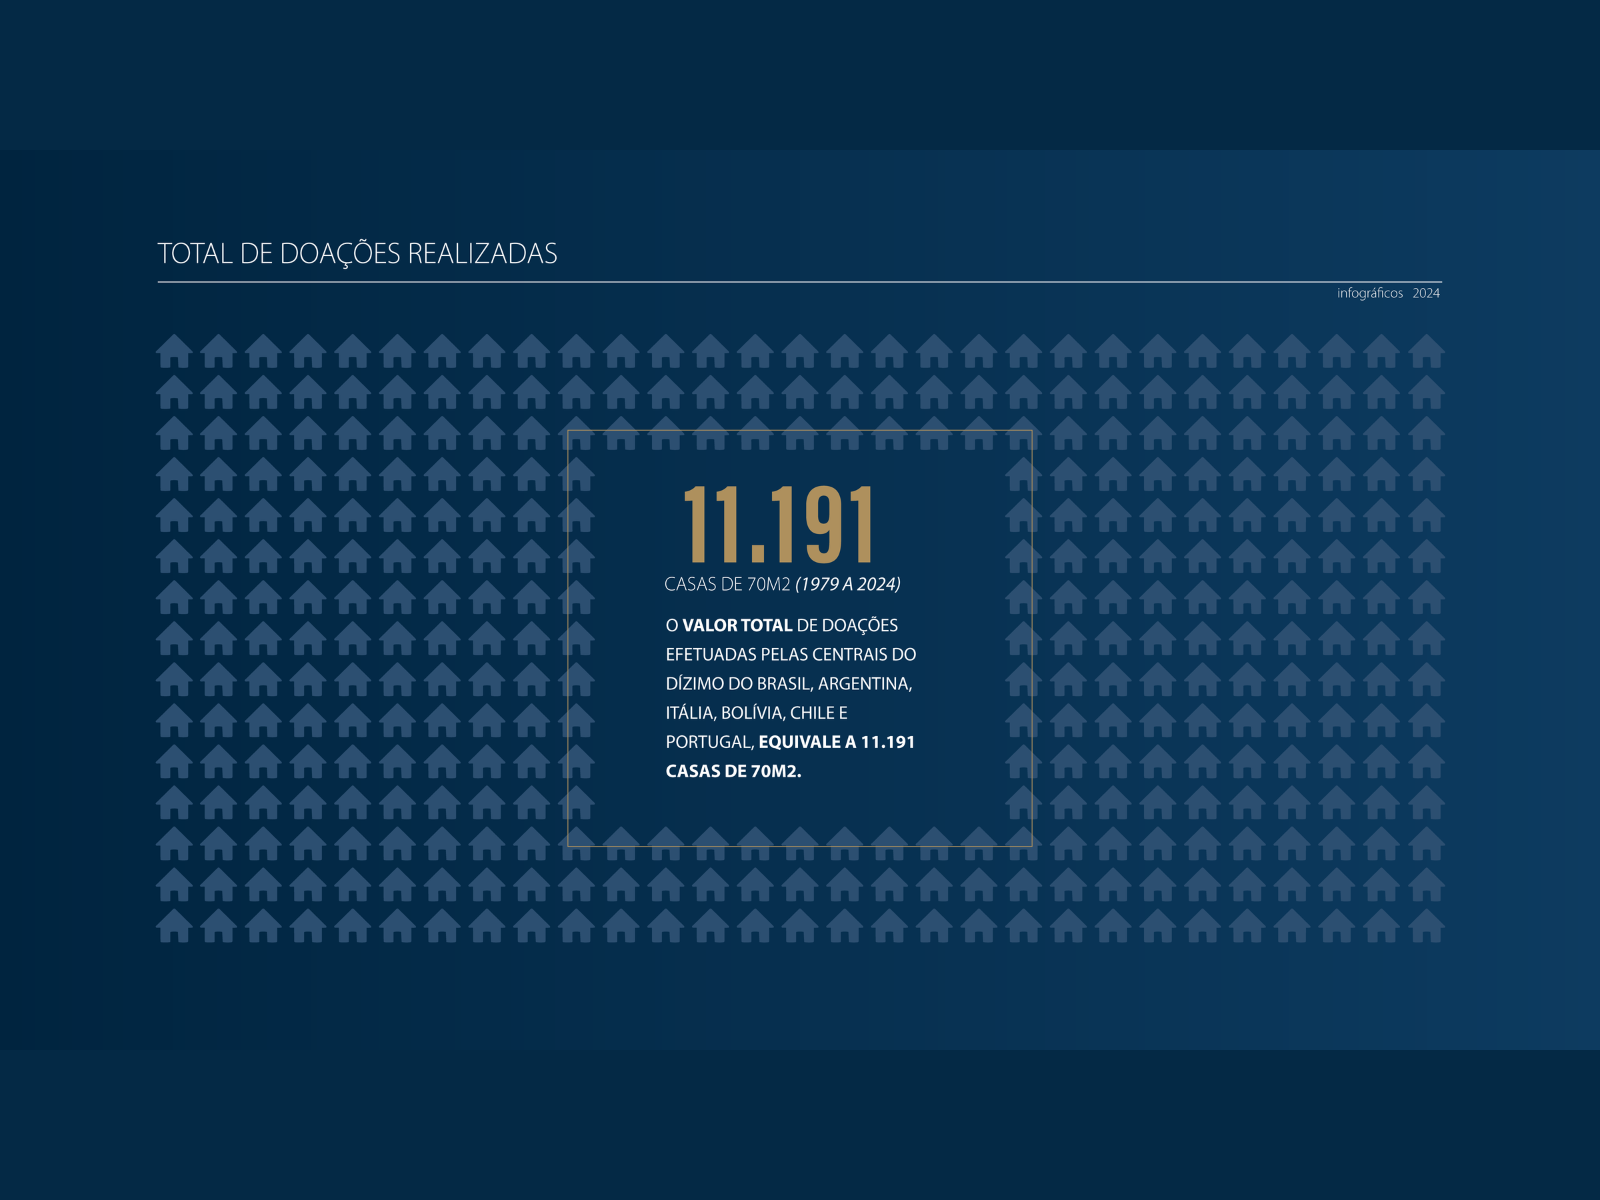 TOTAL DE DOAÇÕES REALIZADAS
infográficos 2024
11.191
CASAS DE 70M2 (1979 A 2024)
O VALOR TOTAL DE DOAÇÕES
EFETUADAS PELAS CENTRAIS DO
DÍZIMO DO BRASIL, ARGENTINA,
ITÁLIA, BOLÍVIA, CHILE E
PORTUGAL, EQUIVALE A 11.191
CASAS DE 70M2.